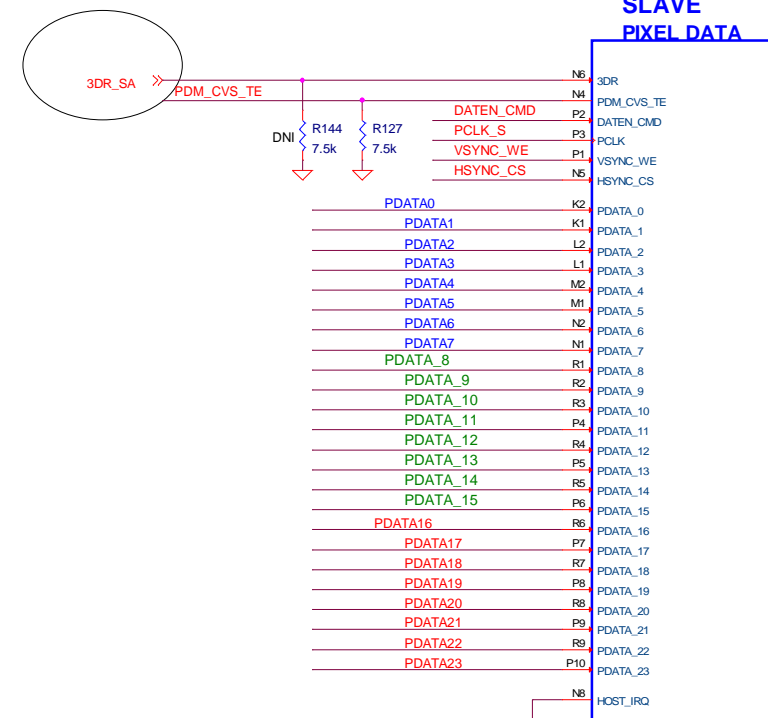 SLAVE
PIXEL DATA
3DR_SA N6 3DR
PDM_CVS_TE N4 PDM_CVS_TE
DATEN_CMD P2 DATEN_CMD
DNI R144 R127 PCLK_S P3 PCLK
7.5k 7.5k VSYNC_WE P1 VSYNC_WE
HSYNC_CS N5 HSYNC_CS
PDATA0 K2 PDATA_0
PDATA1 K1 PDATA_1
PDATA2 L2 PDATA_2
PDATA3 L1 PDATA_3
PDATA4 M2 PDATA_4
PDATA5 M1 PDATA_5
PDATA6 N2 PDATA_6
PDATA7 N1 PDATA_7
PDATA_8 R1 PDATA_8
PDATA_9 R2 PDATA_9
PDATA_10 R3 PDATA_10
PDATA_11 P4 PDATA_11
PDATA_12 R4 PDATA_12
PDATA_13 P5 PDATA_13
PDATA_14 R5 PDATA_14
PDATA_15 P6 PDATA_15
PDATA16 R6 PDATA_16
PDATA17 P7 PDATA_17
PDATA18 R7 PDATA_18
PDATA19 P8 PDATA_19
PDATA20 R8 PDATA_20
PDATA21 P9 PDATA_21
PDATA22 R9 PDATA_22
PDATA23 P10 PDATA_23
N8 HOST_IRQ